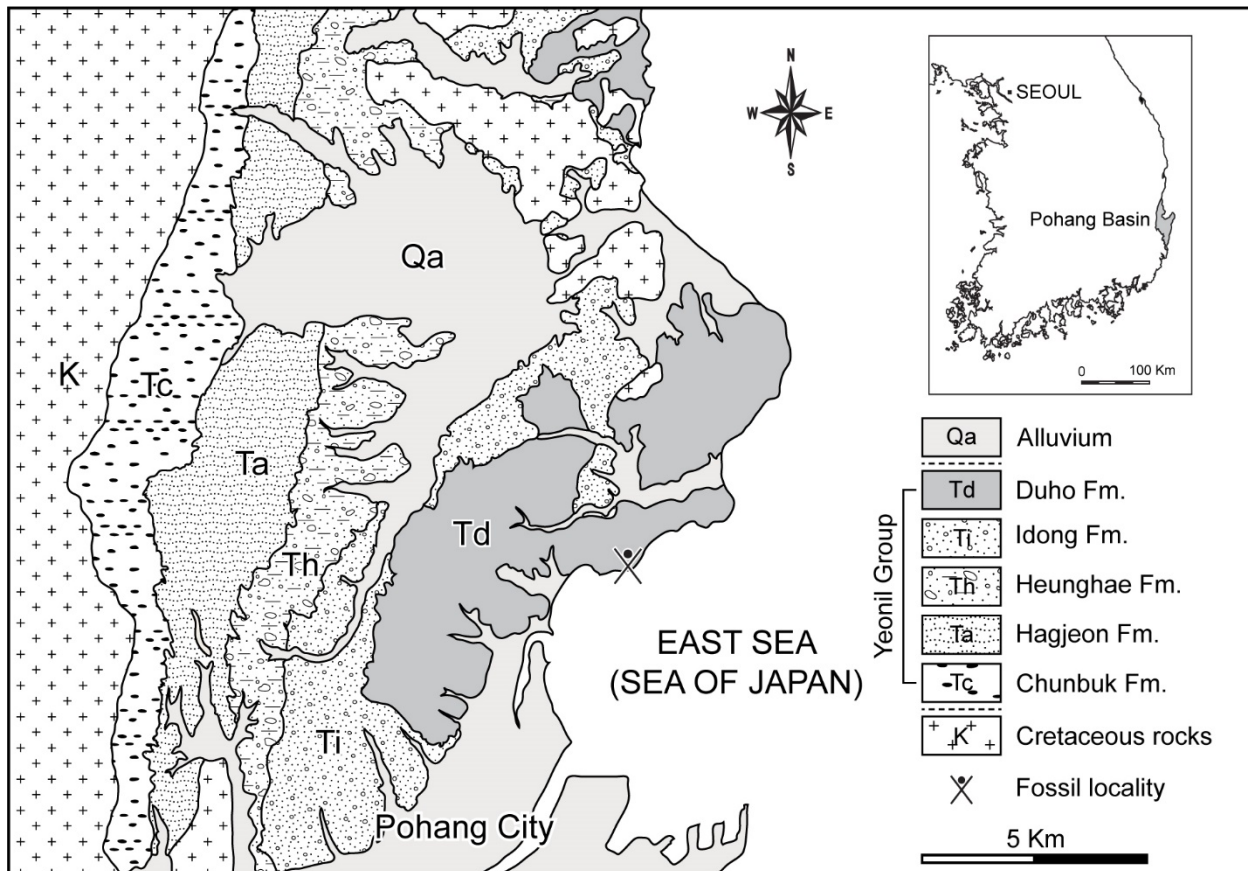 N
W E
S
SEOUL
Pohang Basin
0 100 Km
Qa
K
Tc
Ta
Th
Td
Ti
EAST SEA
(SEA OF JAPAN)
Pohang City
Qa Alluvium
Td Duho Fm.
Ti Idong Fm.
Th Heunghae Fm.
Ta Hagjeon Fm.
Tc Chunbuk Fm.
Yeonil Group
K Cretaceous rocks
Fossil locality
5 Km